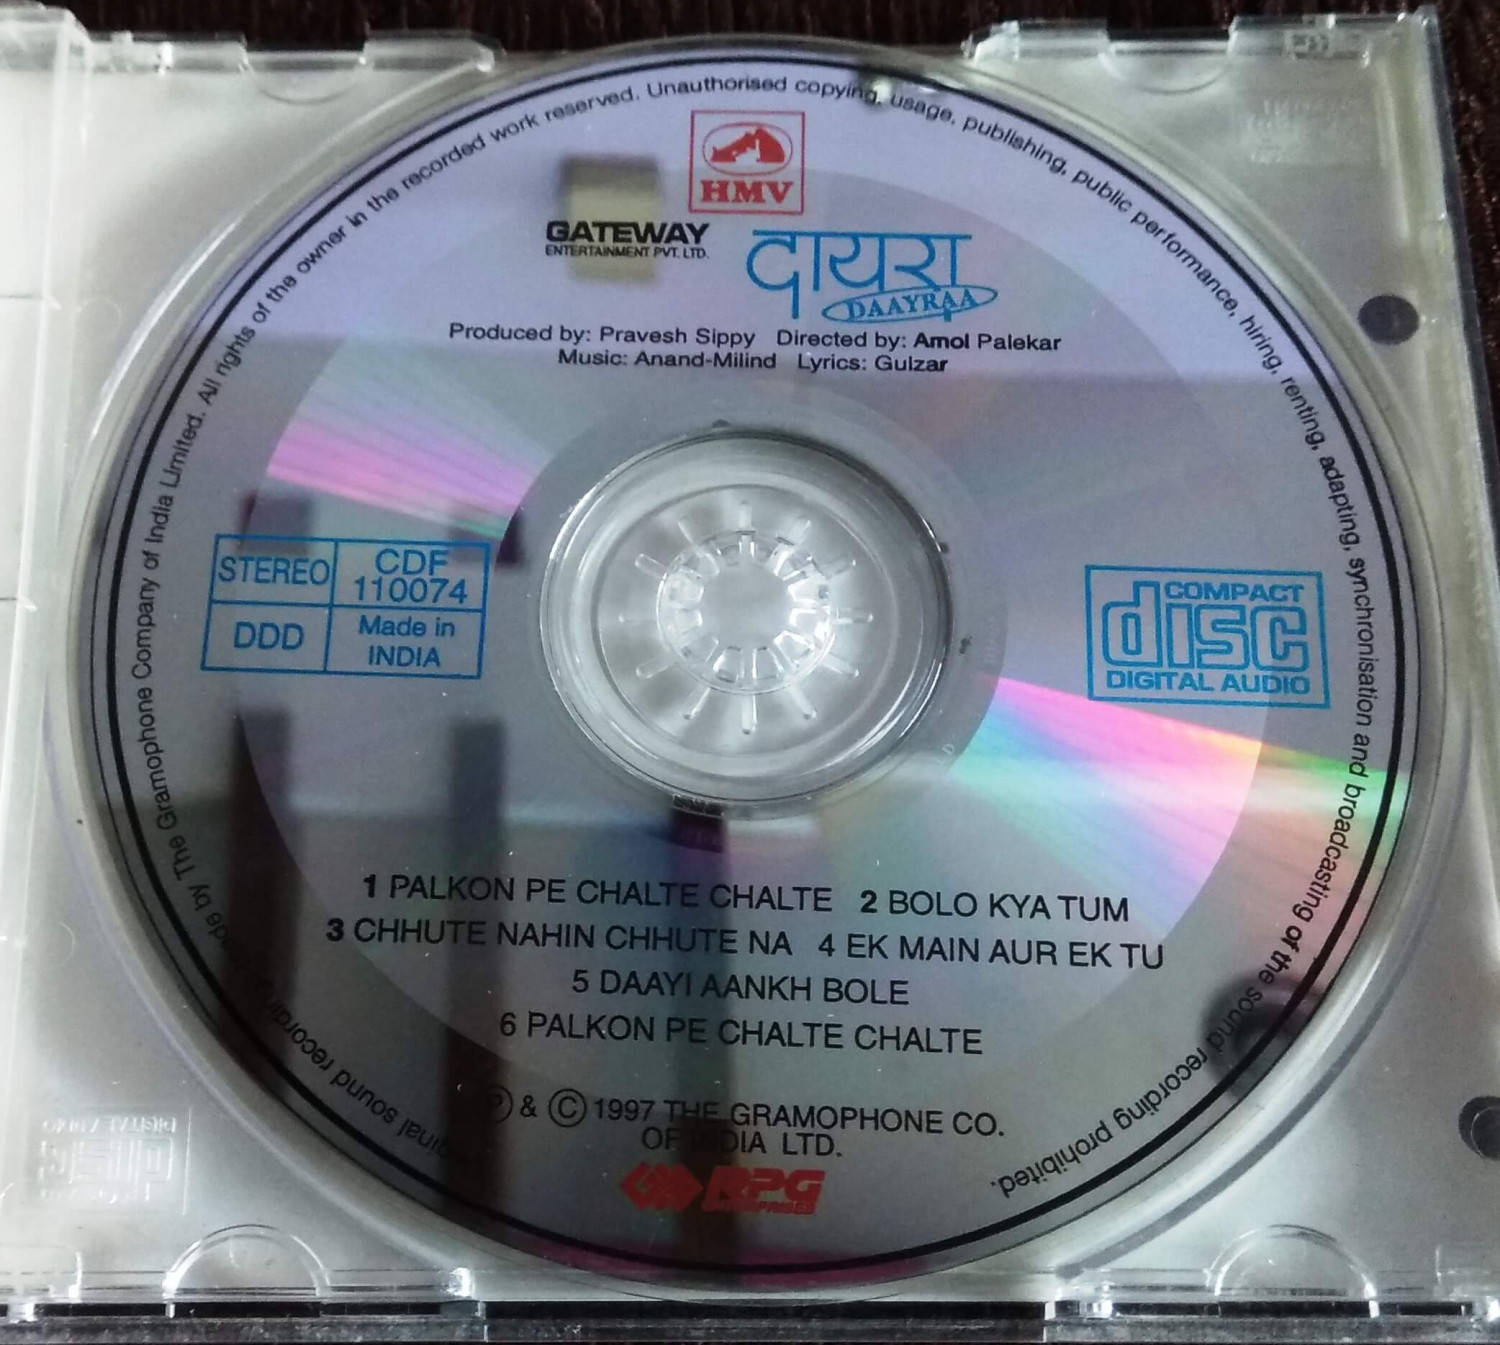 HMV
GATEWAY
ENTERTAINMENT PVT. LTD.
दायरा
DAAYRAA
Produced by: Pravesh Sippy Directed by: Amol Palekar
Music: Anand-Milind Lyrics: Gulzar
STEREO
CDF
110074
DDD
Made in
INDIA
COMPACT
disc
DIGITAL AUDIO
1 PALKON PE CHALTE CHALTE 2 BOLO KYA TUM
3 CHHUTE NAHIN CHHUTE NA 4 EK MAIN AUR EK TU
5 DAAYI AANKH BOLE
6 PALKON PE CHALTE CHALTE
Ⓟ & © 1997 THE GRAMOPHONE CO.
OF INDIA LTD.
RPG
ENTERPRISES
sound recording made by The Gramophone Company of India Limited. All rights of the owner in the recorded work reserved. Unauthorised copying, usage, publishing, public performance, hiring, renting, adapting, synchronisation and broadcasting of the sound recording prohibited.